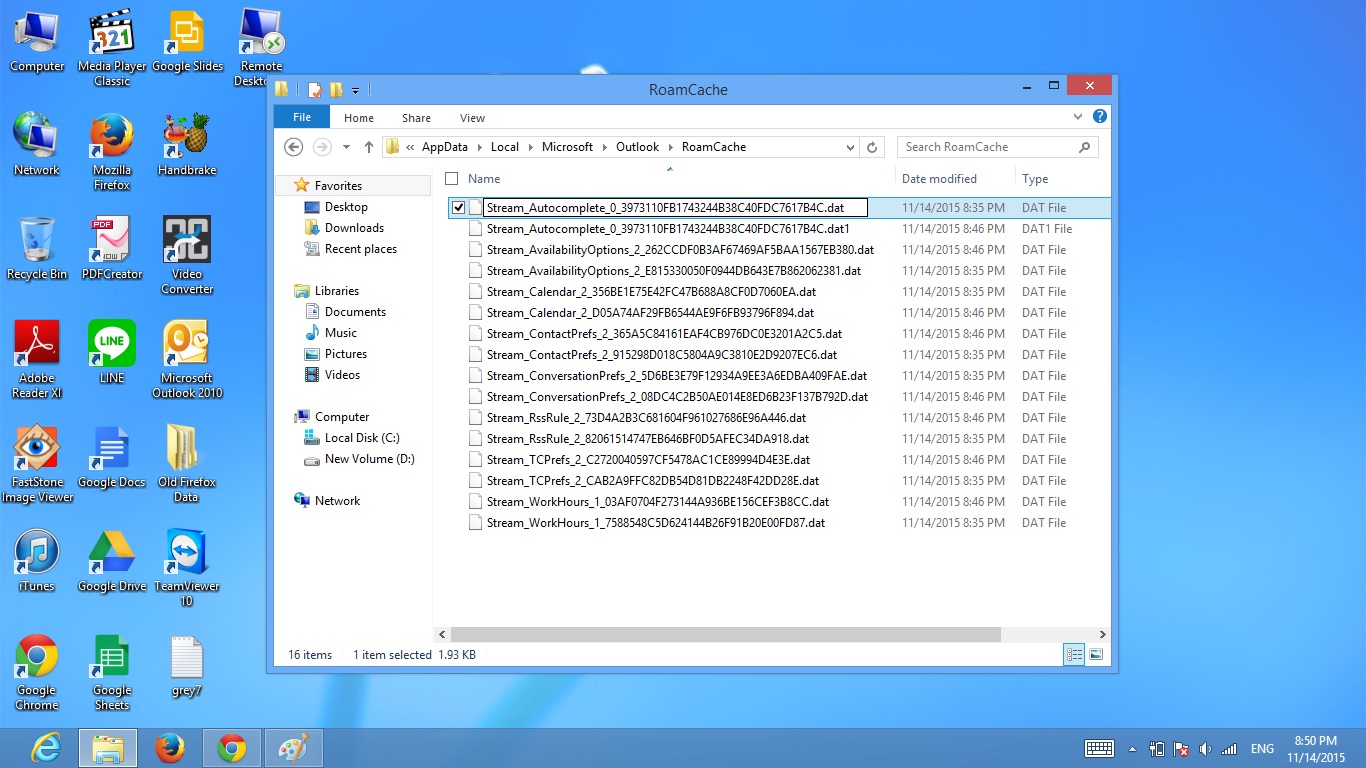 Computer
Media Player
Classic
Google Slides
Remote
Deskto
Network
Mozilla
Firefox
Handbrake
Recycle Bin
PDF
PDFCreator
Video
Converter
Adobe
Reader XI
LINE
LINE
Microsoft
Outlook 2010
FastStone
Image Viewer
Google Docs
Old Firefox
Data
iTunes
Google Drive
TeamViewer
10
Google
Chrome
Google
Sheets
grey7
321
RoamCache
File Home Share View
« AppData Local Microsoft Outlook RoamCache
Search RoamCache
Favorites
Desktop
Downloads
Recent places
Libraries
Documents
Music
Pictures
Videos
Computer
Local Disk (C:)
New Volume (D:)
Network
Name Date modified Type
Stream_Autocomplete_0_3973110FB1743244B38C40FDC7617B4C.dat 11/14/2015 8:35 PM DAT File
Stream_Autocomplete_0_3973110FB1743244B38C40FDC7617B4C.dat1 11/14/2015 8:46 PM DAT1 File
Stream_AvailabilityOptions_2_262CCDF0B3AF67469AF5BAA1567EB380.dat 11/14/2015 8:46 PM DAT File
Stream_AvailabilityOptions_2_E815330050F0944DB643E7B862062381.dat 11/14/2015 8:35 PM DAT File
Stream_Calendar_2_356BE1E75E42FC47B688A8CF0D7060EA.dat 11/14/2015 8:35 PM DAT File
Stream_Calendar_2_D05A74AF29FB6544AE9F6FB93796F894.dat 11/14/2015 8:46 PM DAT File
Stream_ContactPrefs_2_365A5C84161EAF4CB976DC0E3201A2C5.dat 11/14/2015 8:46 PM DAT File
Stream_ContactPrefs_2_915298D018C5804A9C3810E2D9207EC6.dat 11/14/2015 8:35 PM DAT File
Stream_ConversationPrefs_2_5D6BE3E79F12934A9EE3A6EDBA409FAE.dat 11/14/2015 8:35 PM DAT File
Stream_ConversationPrefs_2_08DC4C2B50AE014E8ED6B23F137B792D.dat 11/14/2015 8:46 PM DAT File
Stream_RssRule_2_73D4A2B3C681604F961027686E96A446.dat 11/14/2015 8:46 PM DAT File
Stream_RssRule_2_82061514747EB646BF0D5AFEC34DA918.dat 11/14/2015 8:35 PM DAT File
Stream_TCPrefs_2_C2720040597CF5478AC1CE89994D4E3E.dat 11/14/2015 8:46 PM DAT File
Stream_TCPrefs_2_CAB2A9FFC82DB54D81DB2248F42DD28E.dat 11/14/2015 8:35 PM DAT File
Stream_WorkHours_1_03AF0704F273144A936BE156CEF3B8CC.dat 11/14/2015 8:46 PM DAT File
Stream_WorkHours_1_7588548C5D624144B26F91B20E00FD87.dat 11/14/2015 8:35 PM DAT File
16 items 1 item selected 1.93 KB
ENG
8:50 PM
11/14/2015